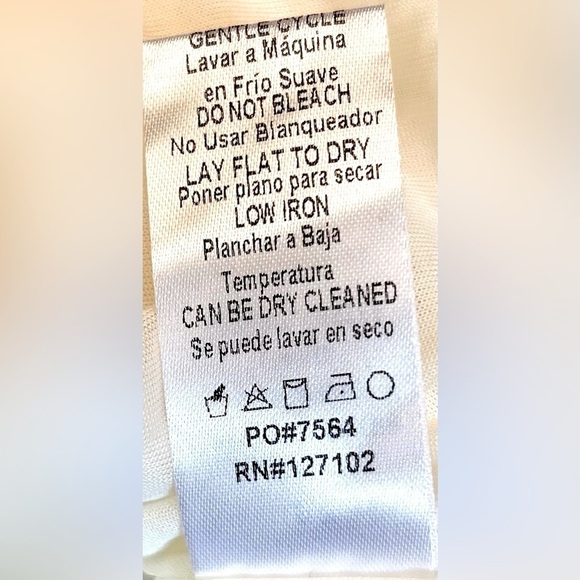 GENTLE CYCLE
Lavar a Máquina
en Frío Suave
DO NOT BLEACH
No Usar Blanqueador
LAY FLAT TO DRY
Poner plano para secar
LOW IRON
Planchar a Baja
Temperatura
CAN BE DRY CLEANED
Se puede lavar en seco
PO#7564
RN#127102